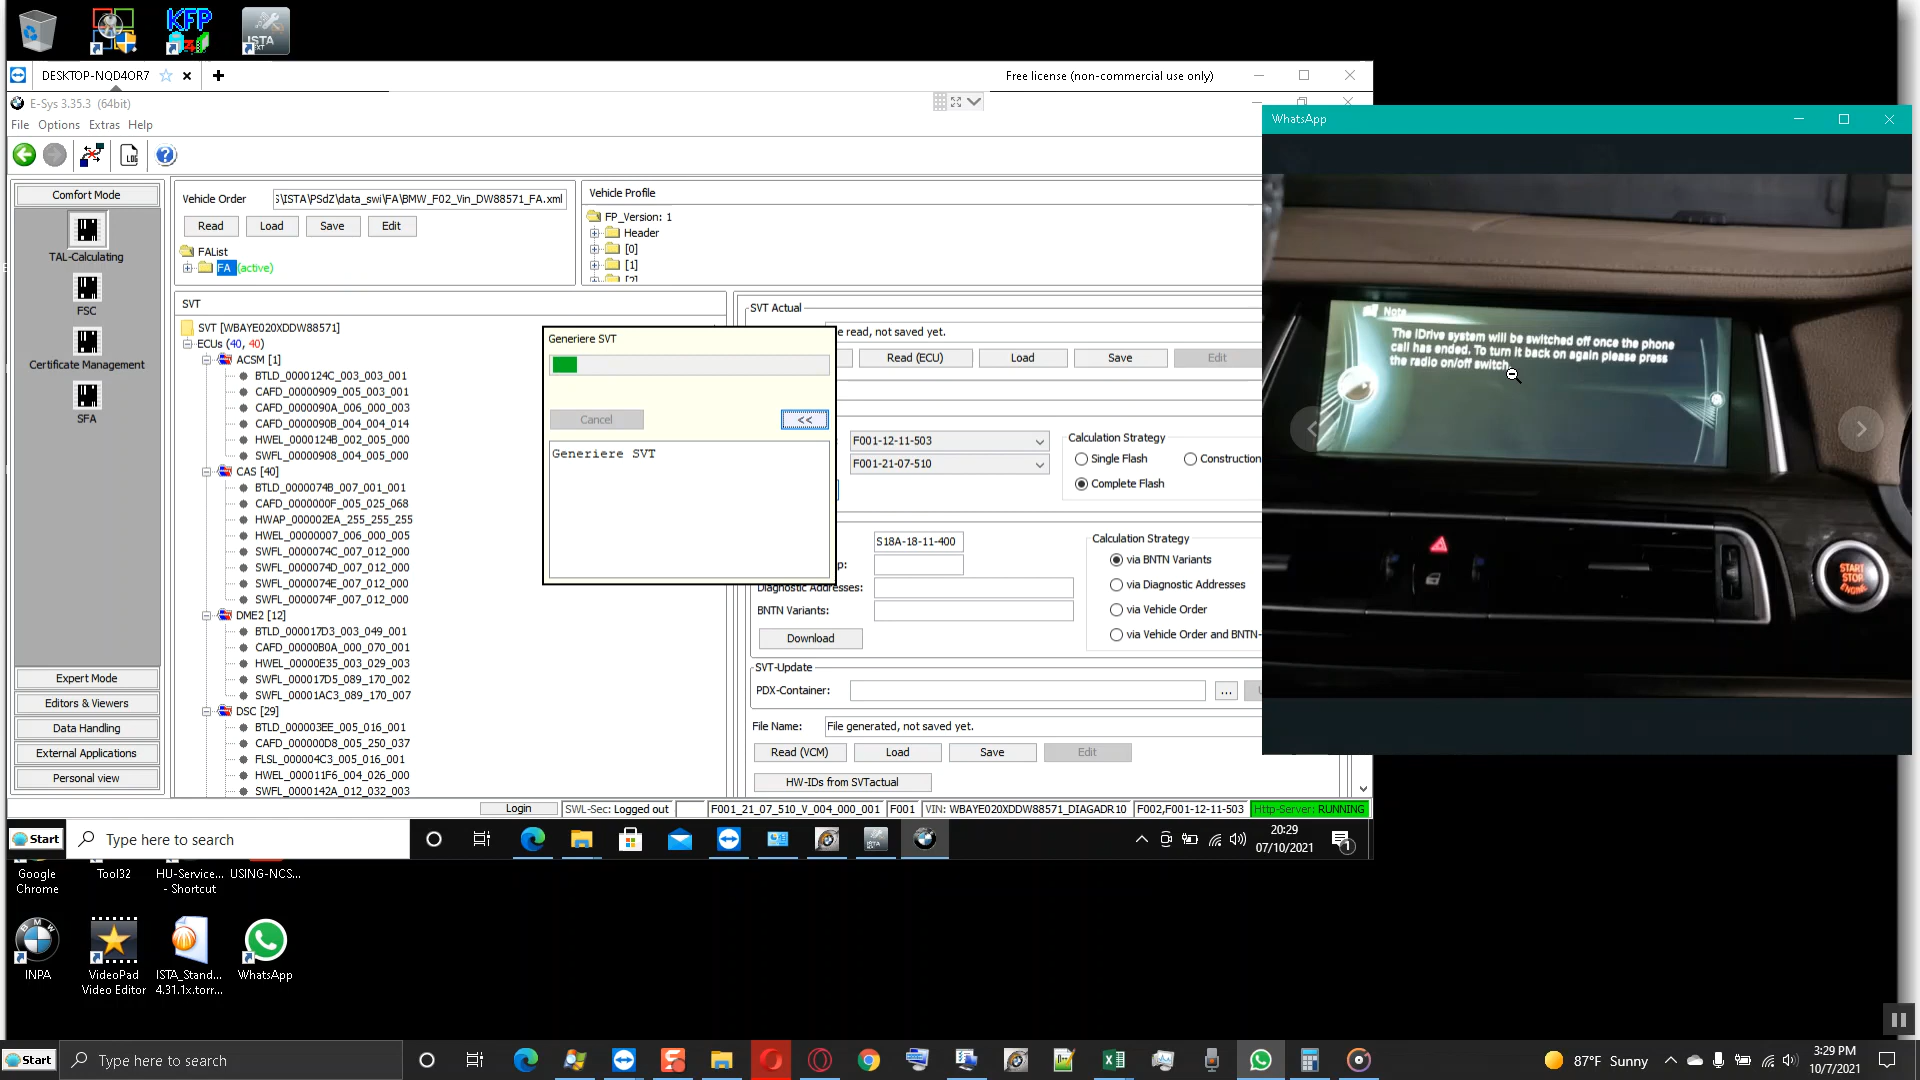 KFP
ISTA
DESKTOP-NQD4OR7
Free license (non-commercial use only)
E-Sys 3.35.3 (64bit)
File Options Extras Help
LOG
Comfort Mode
TAL-Calculating
FSC
Certificate Management
SFA
Expert Mode
Editors & Viewers
Data Handling
External Applications
Personal view
Vehicle Order
:\ISTA\PSdZ\data_swi\FA\BMW_F02_Vin_DW88571_FA.xml
Read Load Save Edit
FAList
FA (active)
Vehicle Profile
FP_Version: 1
Header
[0]
[1]
[2]
SVT
SVT [WBAYE020XDDW88571]
ECUs (40, 40)
ACSM [1]
BTLD_0000124C_003_003_001
CAFD_00000909_005_003_001
CAFD_0000090A_006_000_003
CAFD_0000090B_004_004_014
HWEL_0000124B_002_005_000
SWFL_00000908_004_005_000
CAS [40]
BTLD_0000074B_007_001_001
CAFD_0000000F_005_025_068
HWAP_000002EA_255_255_255
HWEL_00000007_006_000_005
SWFL_0000074C_007_012_000
SWFL_0000074D_007_012_000
SWFL_0000074E_007_012_000
SWFL_0000074F_007_012_000
DME2 [12]
BTLD_000017D3_003_049_001
CAFD_00000B0A_000_070_001
HWEL_00000E35_003_029_003
SWFL_000017D5_089_170_002
SWFL_00001AC3_089_170_007
DSC [29]
BTLD_000003EE_005_016_001
CAFD_000000D8_005_250_037
FLSL_000004C3_005_016_001
HWEL_000011F6_004_026_000
SWFL_0000142A_012_032_003
Generiere SVT
Cancel <<
Generiere SVT
SVT Actual
e read, not saved yet.
Read (ECU) Load Save Edit
F001-12-11-503
F001-21-07-510
Calculation Strategy
Single Flash Construction
Complete Flash
S18A-18-11-400
p:
Diagnostic Addresses:
BNTN Variants:
Download
Calculation Strategy
via BNTN Variants
via Diagnostic Addresses
via Vehicle Order
via Vehicle Order and BNTN-
SVT-Update
PDX-Container:
...
File Name: File generated, not saved yet.
Read (VCM) Load Save Edit
HW-IDs from SVTactual
Login SWL-Sec: Logged out F001_21_07_510_V_004_000_001 F001 VIN: WBAYE020XDDW88571_DIAGADR10 F002,F001-12-11-503 Http-Server: RUNNING
WhatsApp
Note
The iDrive system will be switched off once the phone
call has ended. To turn it back on again please press
the radio on/off switch.
START
STOP
ENGINE
Start Type here to search
20:29
07/10/2021
1
Google Chrome
Tool32
HU-Service... - Shortcut
USING-NCS...
INPA
VideoPad Video Editor
ISTA_Stand... 4.31.1x.torr...
WhatsApp
Start Type here to search
87°F Sunny
3:29 PM
10/7/2021